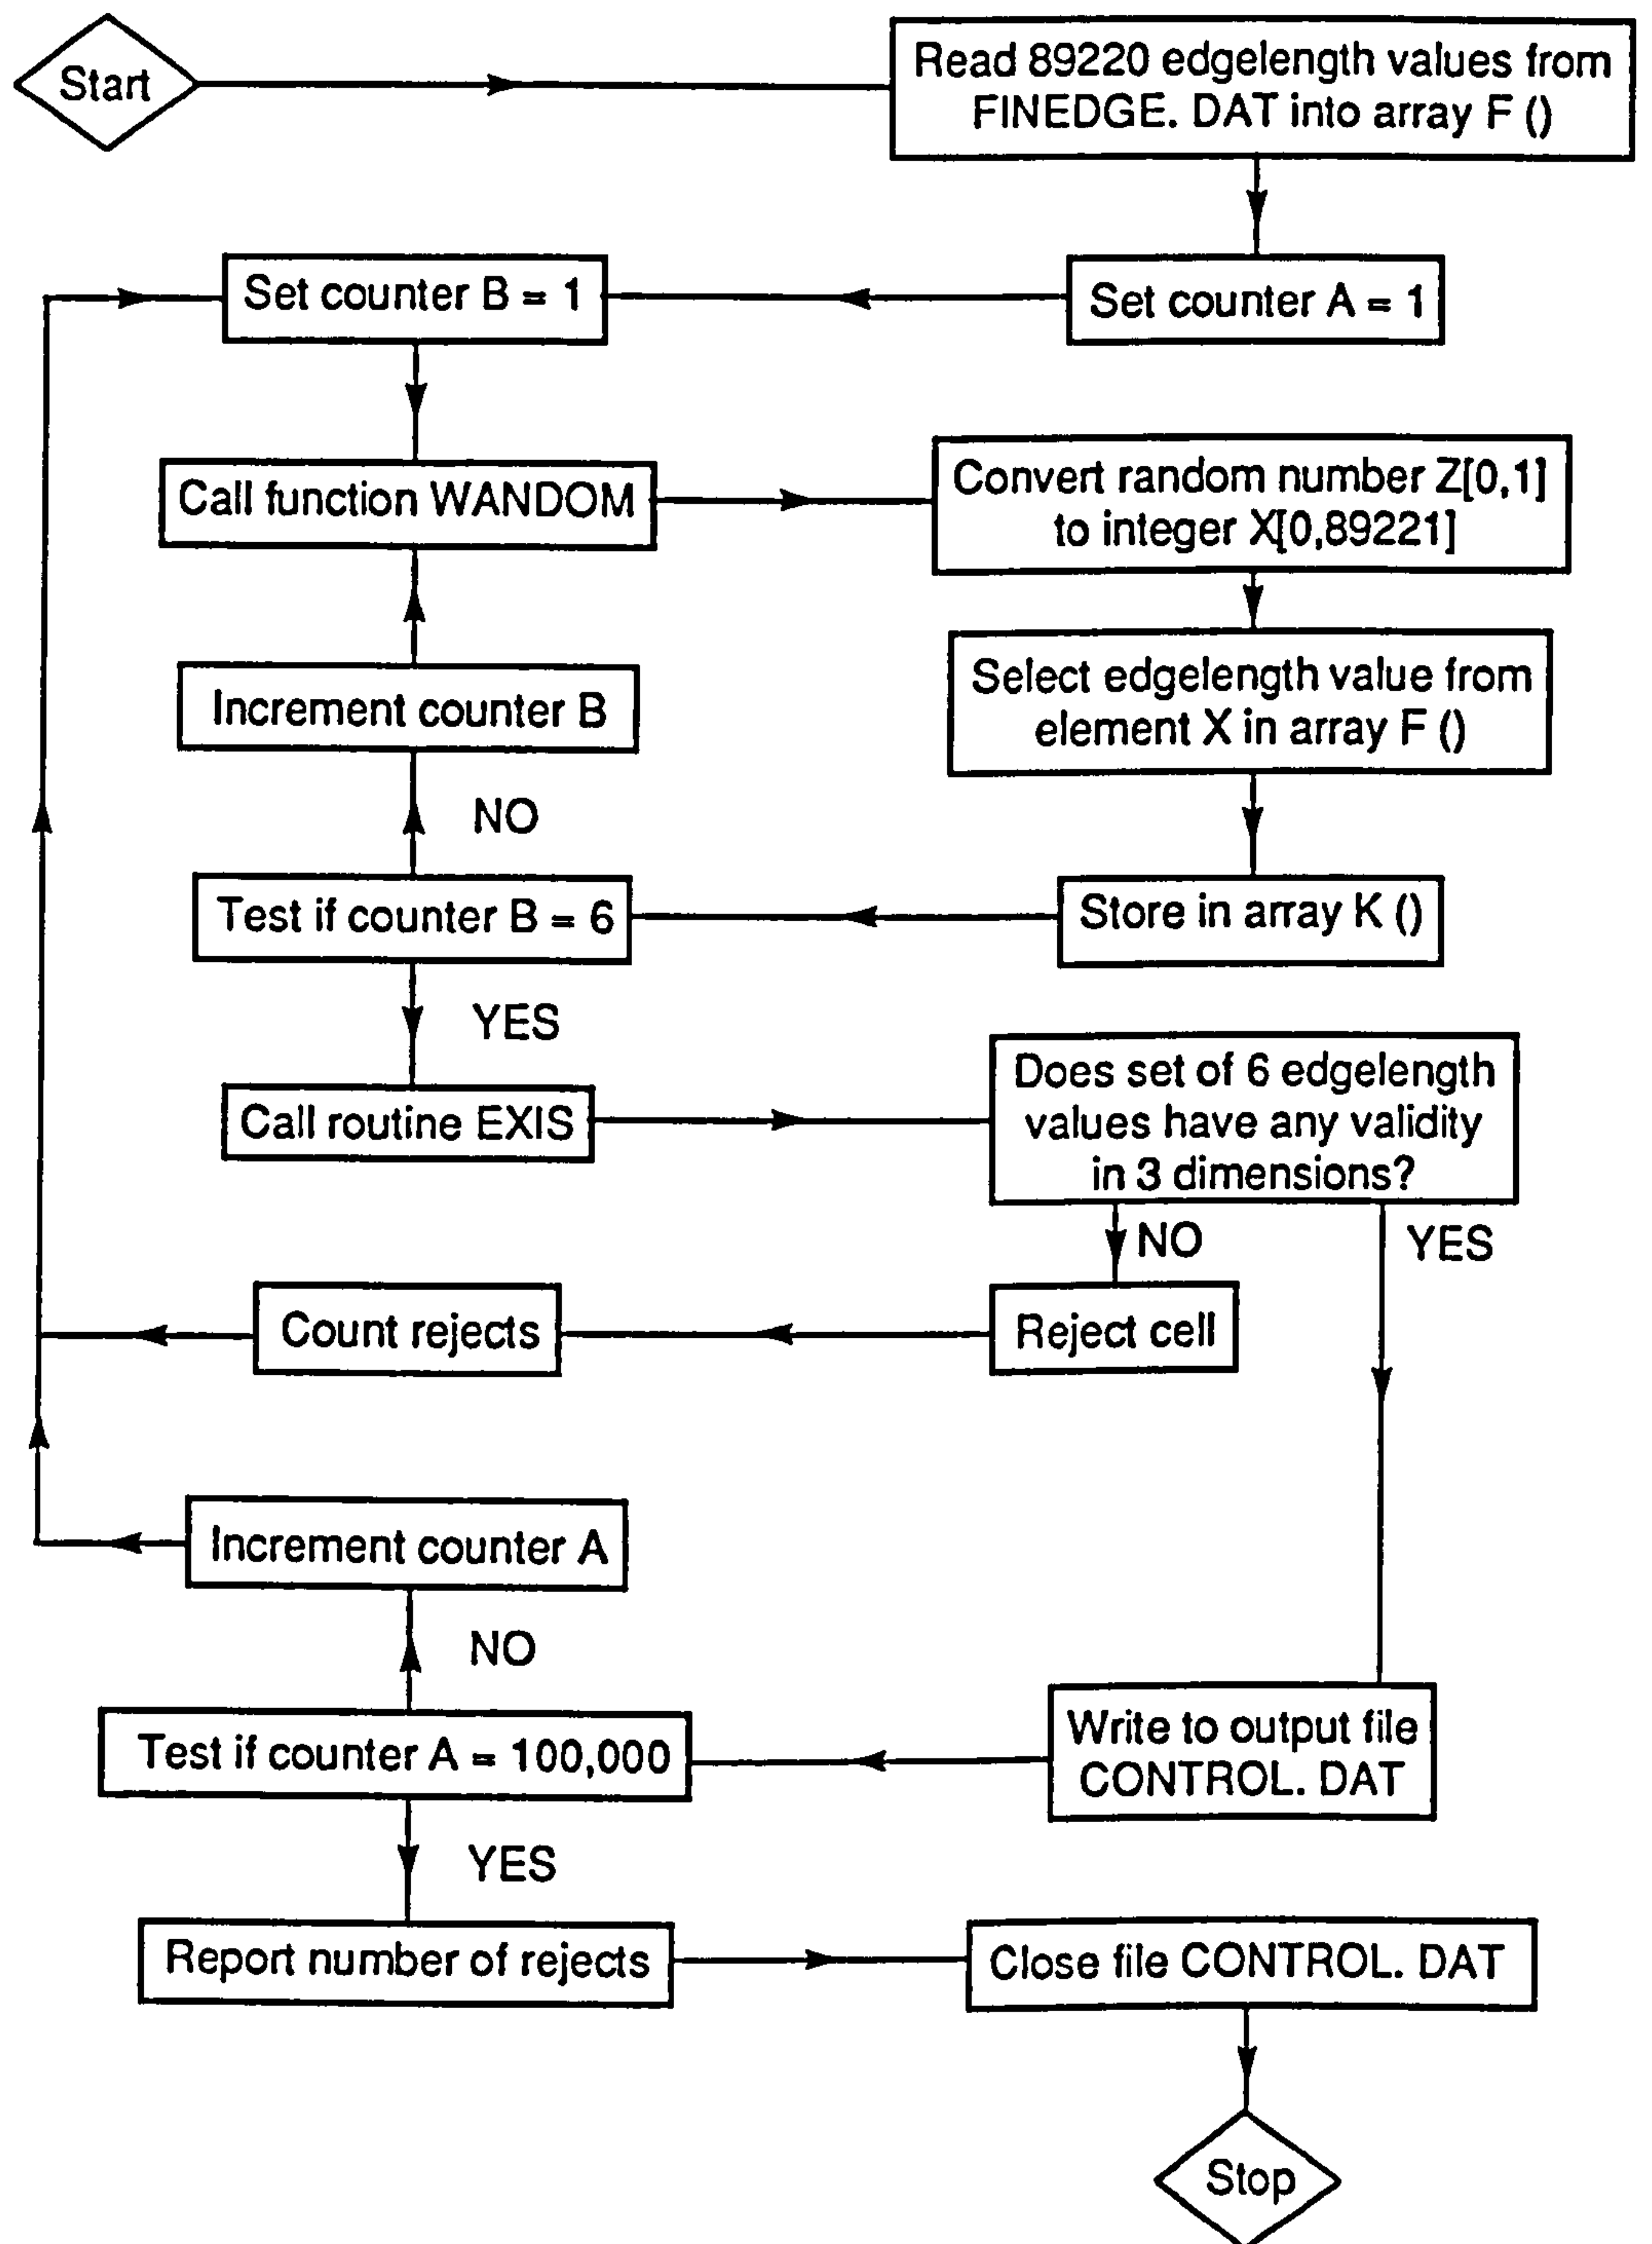 Start
Read 89220 edgelength values from
FINEDGE. DAT into array F ()
Set counter B = 1
Set counter A = 1
Call function WANDOM
Convert random number Z[0,1]
to integer X[0,89221]
Increment counter B
Select edgelength value from
element X in array F ()
NO
Test if counter B = 6
Store in array K ()
YES
Call routine EXIS
Does set of 6 edgelength
values have any validity
in 3 dimensions?
NO
YES
Count rejects
Reject cell
Increment counter A
NO
Test if counter A = 100,000
Write to output file
CONTROL. DAT
YES
Report number of rejects
Close file CONTROL. DAT
Stop